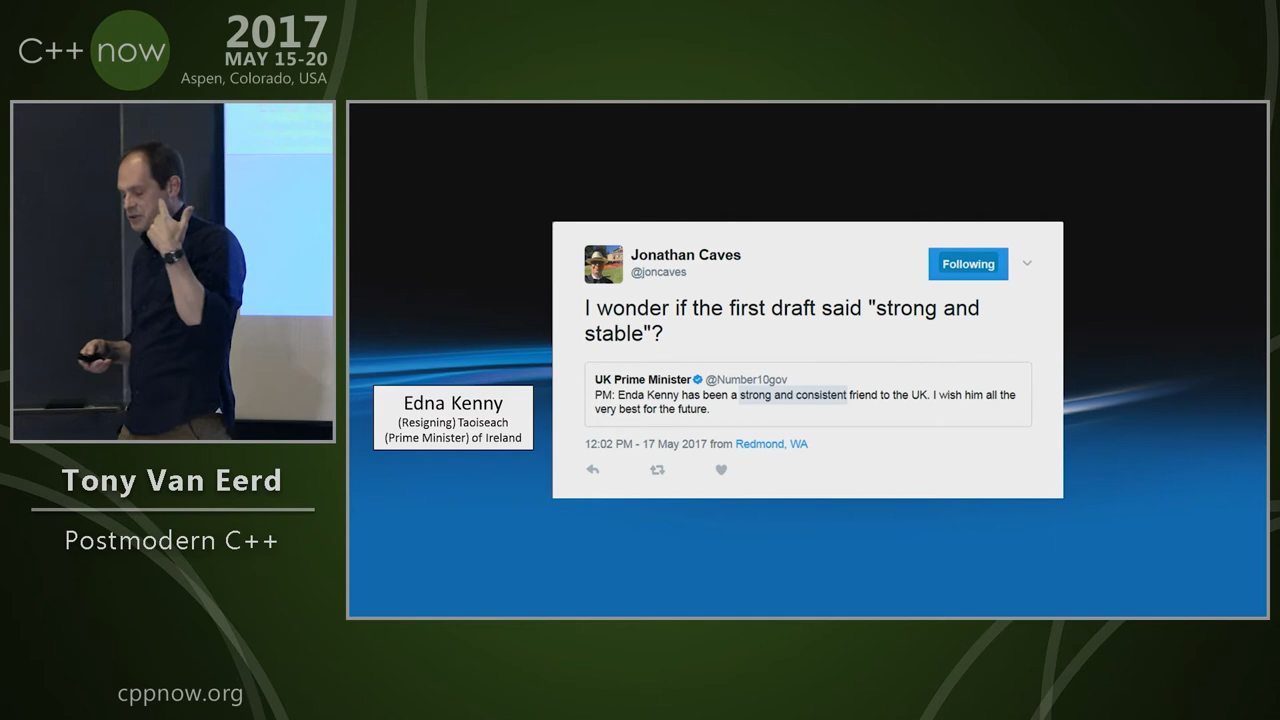 C++ now
2017
MAY 15-20
Aspen, Colorado, USA
Jonathan Caves
@joncaves
Following
I wonder if the first draft said "strong and
stable"?
UK Prime Minister @Number10gov
PM: Enda Kenny has been a strong and consistent friend to the UK. I wish him all the
very best for the future.
12:02 PM - 17 May 2017 from Redmond, WA
Edna Kenny
(Resigning) Taoiseach
(Prime Minister) of Ireland
Tony Van Eerd
Postmodern C++
cppnow.org